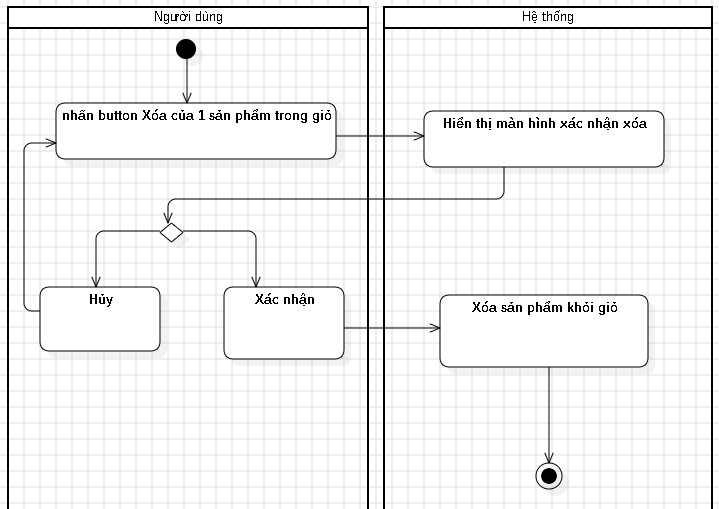 Người dùng
Hệ thống
nhấn button Xóa của 1 sản phẩm trong giỏ
Hiển thị màn hình xác nhận xóa
Hủy
Xác nhận
Xóa sản phẩm khỏi giỏ